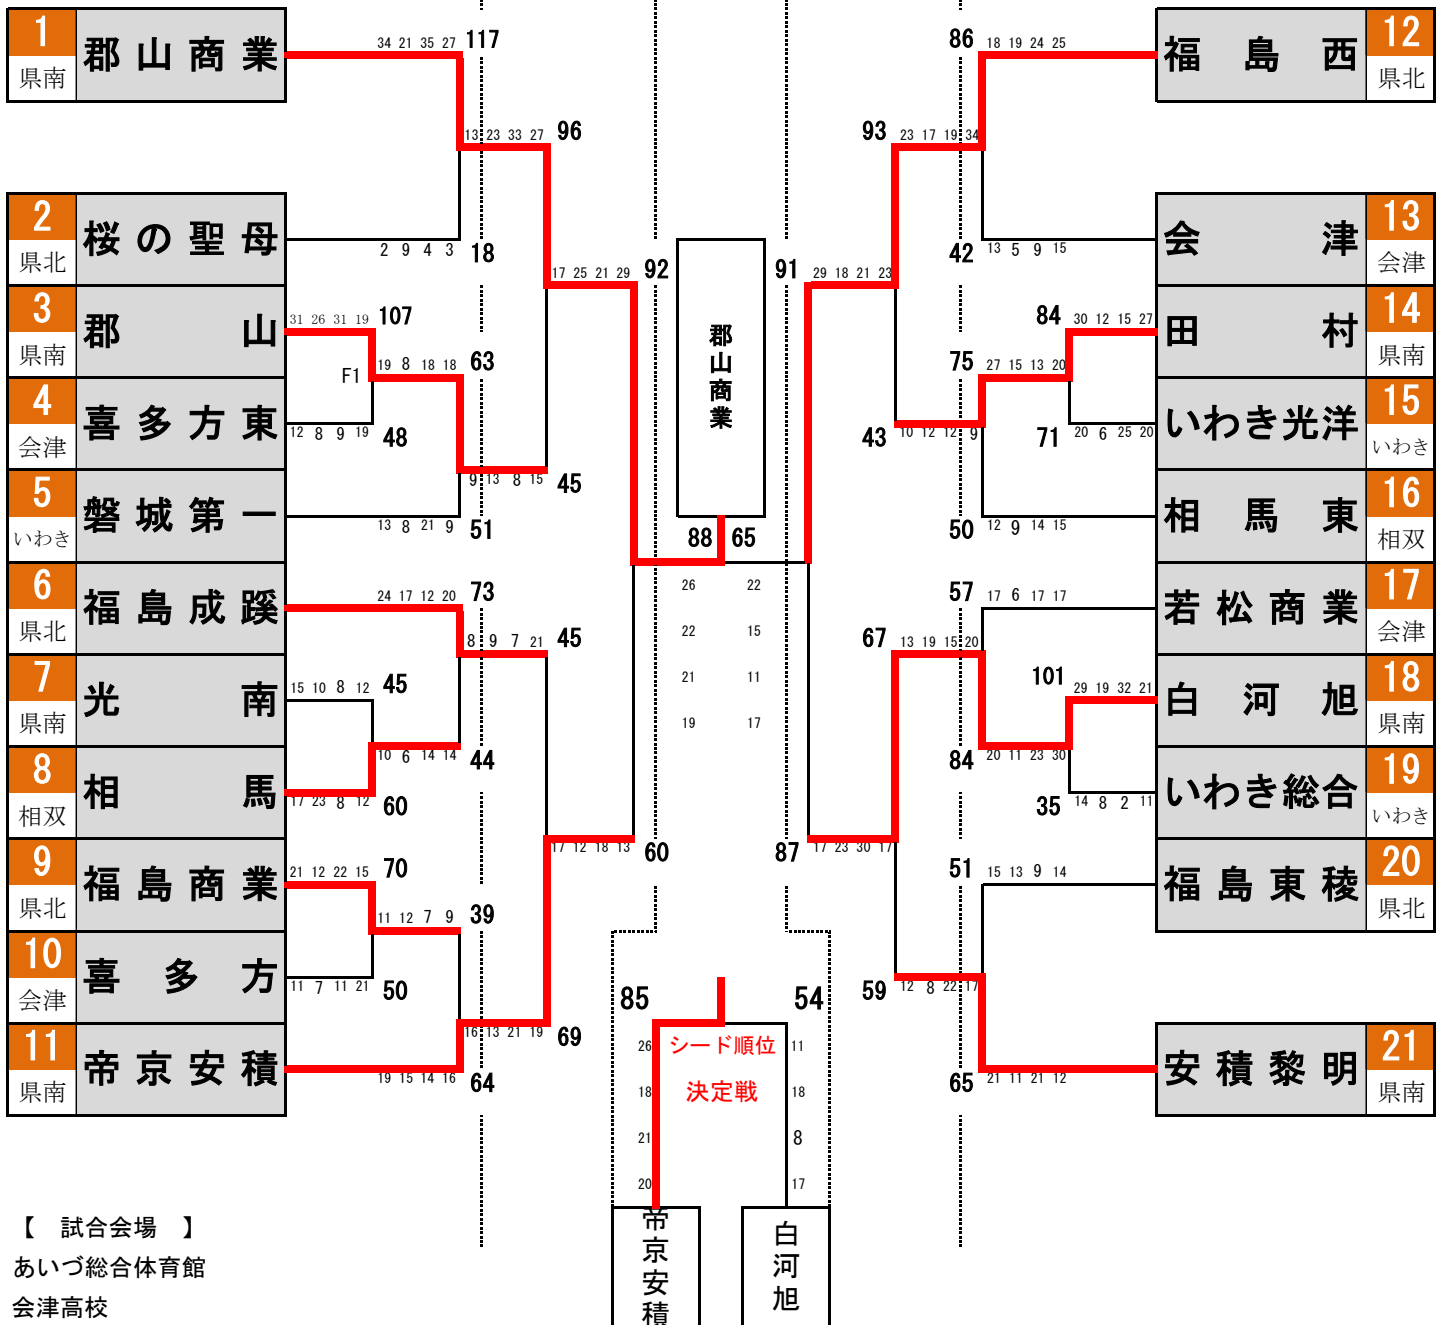 1 郡山商業 県南
34 21 35 27 117
13 23 33 27 96
2 桜の聖母 県北
2 9 4 3 18
17 25 21 29 92
3 郡山 県南
31 26 31 19 107
F1
19 8 18 18 63
4 喜多方東 会津
12 8 9 19 48
9 13 8 15 45
5 磐城第一 いわき
13 8 21 9 51
6 福島成蹊 県北
24 17 12 20 73
8 9 7 21 45
7 光南 県南
15 10 8 12 45
10 6 14 14 44
8 相馬 相双
17 23 8 12 60
17 12 18 13 60
9 福島商業 県北
21 12 22 15 70
11 12 7 9 39
10 喜多方 会津
11 7 11 21 50
16 13 21 19 69
11 帝京安積 県南
19 15 14 16 64
郡山商業
88 65
26 22
22 15
21 11
19 17
86 18 19 24 25
福島西 12 県北
93 23 17 19 34
42 13 5 9 15
会津 13 会津
91 29 18 21 23
84 30 12 15 27
田村 14 県南
75 27 15 13 20
71 20 6 25 20
いわき光洋 15 いわき
43 10 12 12 9
50 12 9 14 15
相馬東 16 相双
57 17 6 17 17
若松商業 17 会津
67 13 19 15 20
101 29 19 32 21
白河旭 18 県南
84 20 11 23 30
35 14 8 2 11
いわき総合 19 いわき
87 17 23 30 17
51 15 13 9 14
福島東稜 20 県北
59 12 8 22 17
65 21 11 21 12
安積黎明 21 県南
85 54
シード順位
決定戦
26 11
18 18
21 8
20 17
帝京安積
白河旭
【 試合会場 】
あいづ総合体育館
会津高校